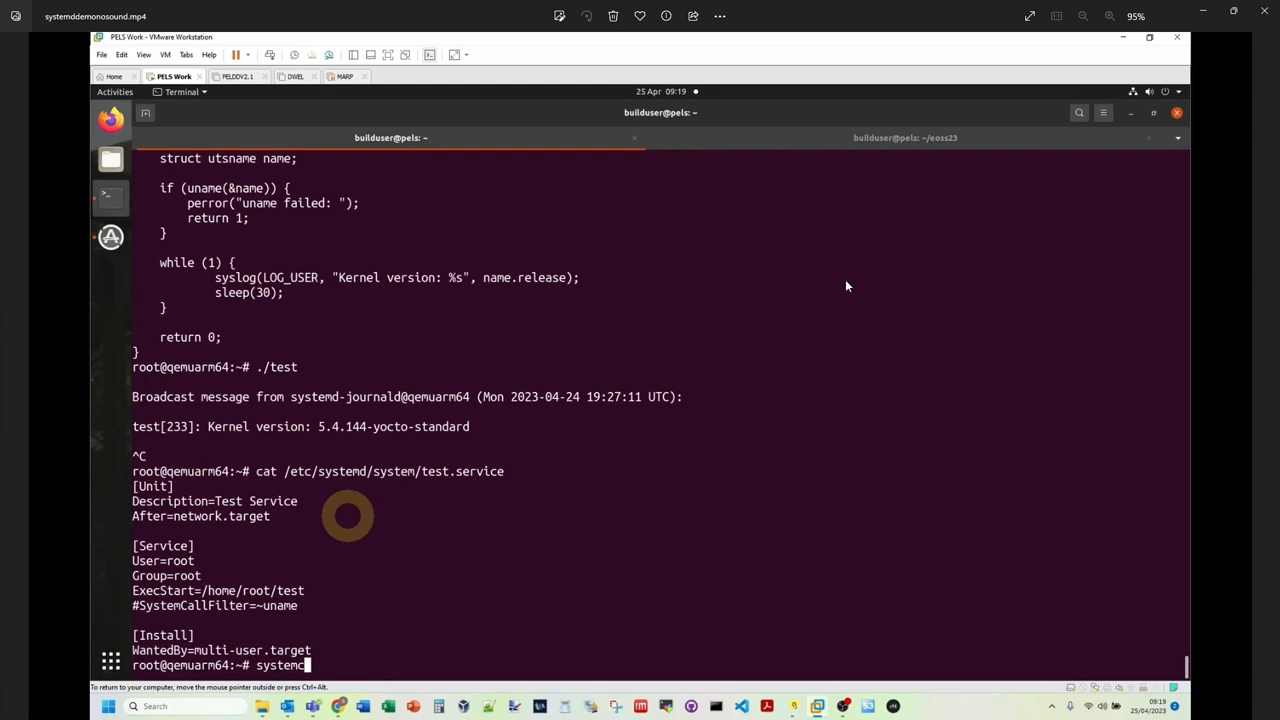 systemddemonosound.mp4
95%
PELS Work - VMware Workstation
File Edit View VM Tabs Help
Home PELS Work PELDDV2.1 DWEL MARP
Activities Terminal 25 Apr 09:19
builduser@pels: ~
builduser@pels: ~ builduser@pels: ~/eoss23
struct utsname name;
if (uname(&name)) {
perror("uname failed: ");
return 1;
}
while (1) {
syslog(LOG_USER, "Kernel version: %s", name.release);
sleep(30);
}
return 0;
}
root@qemuarm64:~# ./test
Broadcast message from systemd-journald@qemuarm64 (Mon 2023-04-24 19:27:11 UTC):
test[233]: Kernel version: 5.4.144-yocto-standard
^C
root@qemuarm64:~# cat /etc/systemd/system/test.service
[Unit]
Description=Test Service
After=network.target
[Service]
User=root
Group=root
ExecStart=/home/root/test
#SystemCallFilter=~uname
[Install]
WantedBy=multi-user.target
root@qemuarm64:~# systemc
To return to your computer, move the mouse pointer outside or press Ctrl+Alt.
Search
09:19
25/04/2023